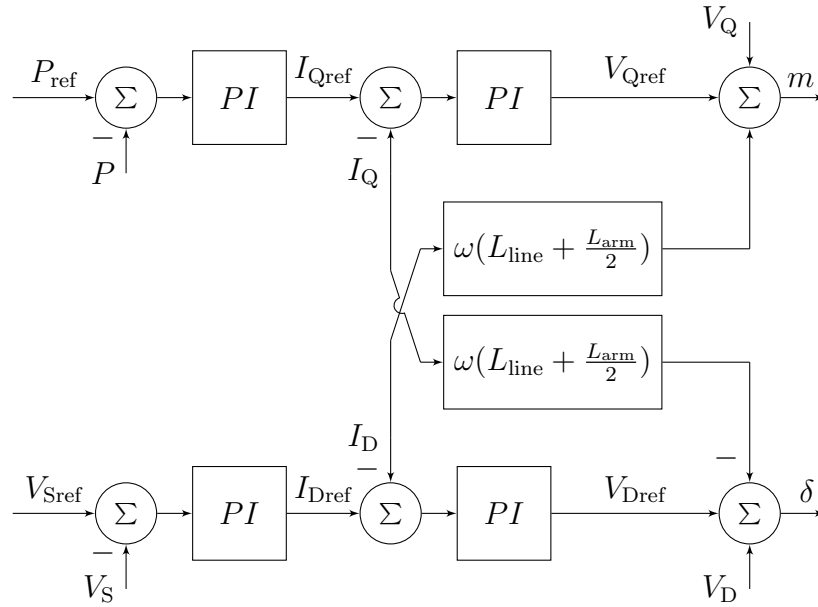 V_Q
P_ref
Σ
−
P
PI
I_Qref
Σ
−
I_Q
PI
V_Qref
Σ
m
ω(L_line + L_arm/2)
ω(L_line + L_arm/2)
I_D
−
−
V_Sref
Σ
−
V_S
PI
I_Dref
Σ
PI
V_Dref
Σ
δ
V_D